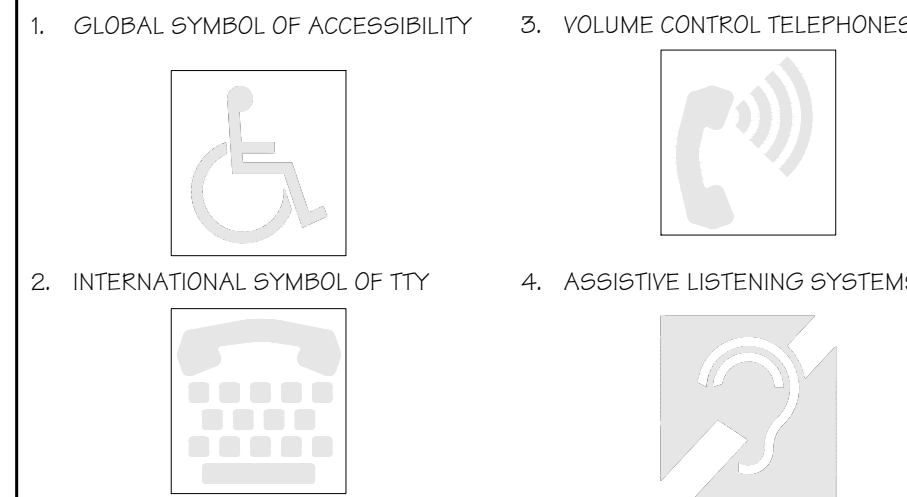 1. GLOBAL SYMBOL OF ACCESSIBILITY
2. INTERNATIONAL SYMBOL OF TTY
3. VOLUME CONTROL TELEPHONES
4. ASSISTIVE LISTENING SYSTEMS